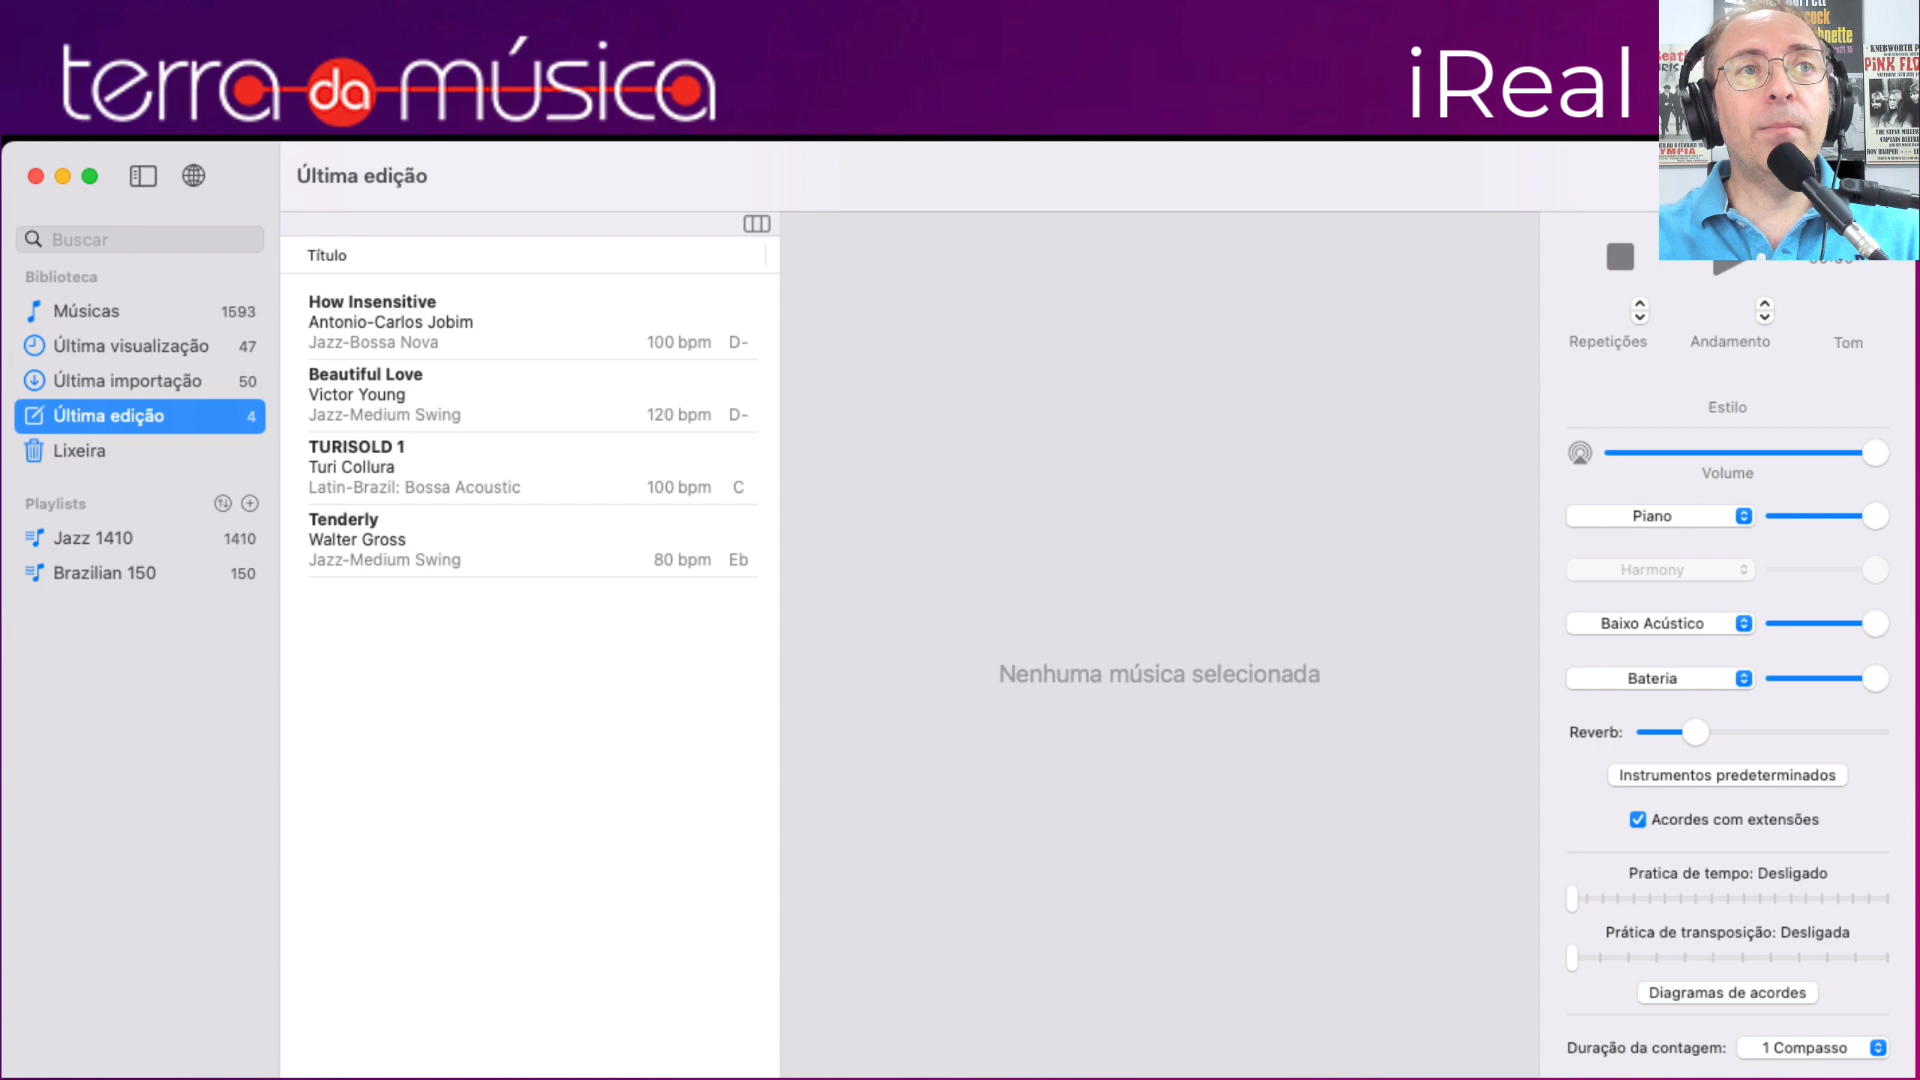 terra da música
iReal
Última edição
Buscar
Biblioteca
Músicas 1593
Última visualização 47
Última importação 50
Última edição 4
Lixeira
Playlists
Jazz 1410 1410
Brazilian 150 150
Título
How Insensitive
Antonio-Carlos Jobim
Jazz-Bossa Nova 100 bpm D-
Beautiful Love
Victor Young
Jazz-Medium Swing 120 bpm D-
TURISOLD 1
Turi Collura
Latin-Brazil: Bossa Acoustic 100 bpm C
Tenderly
Walter Gross
Jazz-Medium Swing 80 bpm Eb
Nenhuma música selecionada
KNEBWORTH
PINK FL
Repetições Andamento Tom
Estilo
Volume
Piano
Harmony
Baixo Acústico
Bateria
Reverb:
Instrumentos predeterminados
Acordes com extensões
Pratica de tempo: Desligado
Prática de transposição: Desligada
Diagramas de acordes
Duração da contagem: 1 Compasso